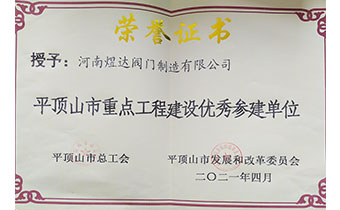 荣誉证书
授予：河南煜达阀门制造有限公司
平顶山市重点工程建设优秀参建单位
平顶山市总工会 平顶山市发展和改革委员会
二〇二一年四月